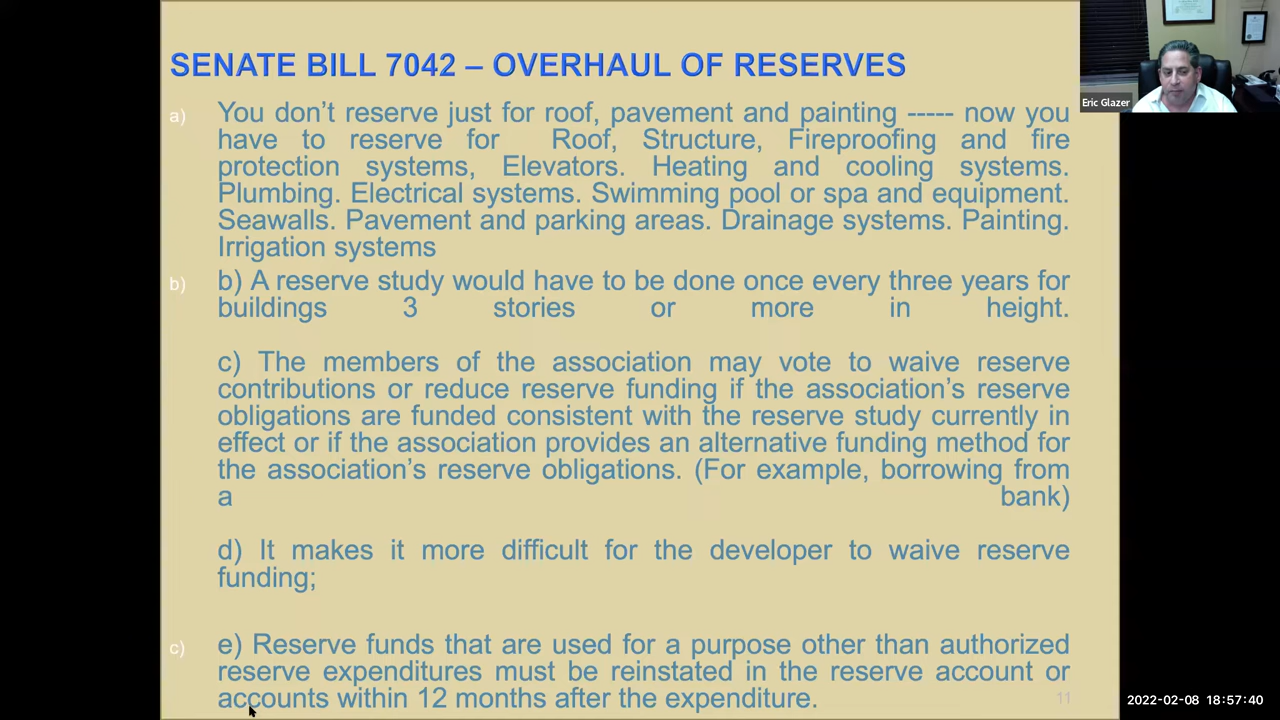 SENATE BILL 7042 – OVERHAUL OF RESERVES
Eric Glazer
a) You don’t reserve just for roof, pavement and painting ----- now you
have to reserve for Roof, Structure, Fireproofing and fire
protection systems, Elevators. Heating and cooling systems.
Plumbing. Electrical systems. Swimming pool or spa and equipment.
Seawalls. Pavement and parking areas. Drainage systems. Painting.
Irrigation systems
b) b) A reserve study would have to be done once every three years for
buildings 3 stories or more in height.
c) The members of the association may vote to waive reserve
contributions or reduce reserve funding if the association’s reserve
obligations are funded consistent with the reserve study currently in
effect or if the association provides an alternative funding method for
the association’s reserve obligations. (For example, borrowing from
a bank)
d) It makes it more difficult for the developer to waive reserve
funding;
c) e) Reserve funds that are used for a purpose other than authorized
reserve expenditures must be reinstated in the reserve account or
accounts within 12 months after the expenditure.
11
2022-02-08 18:57:40